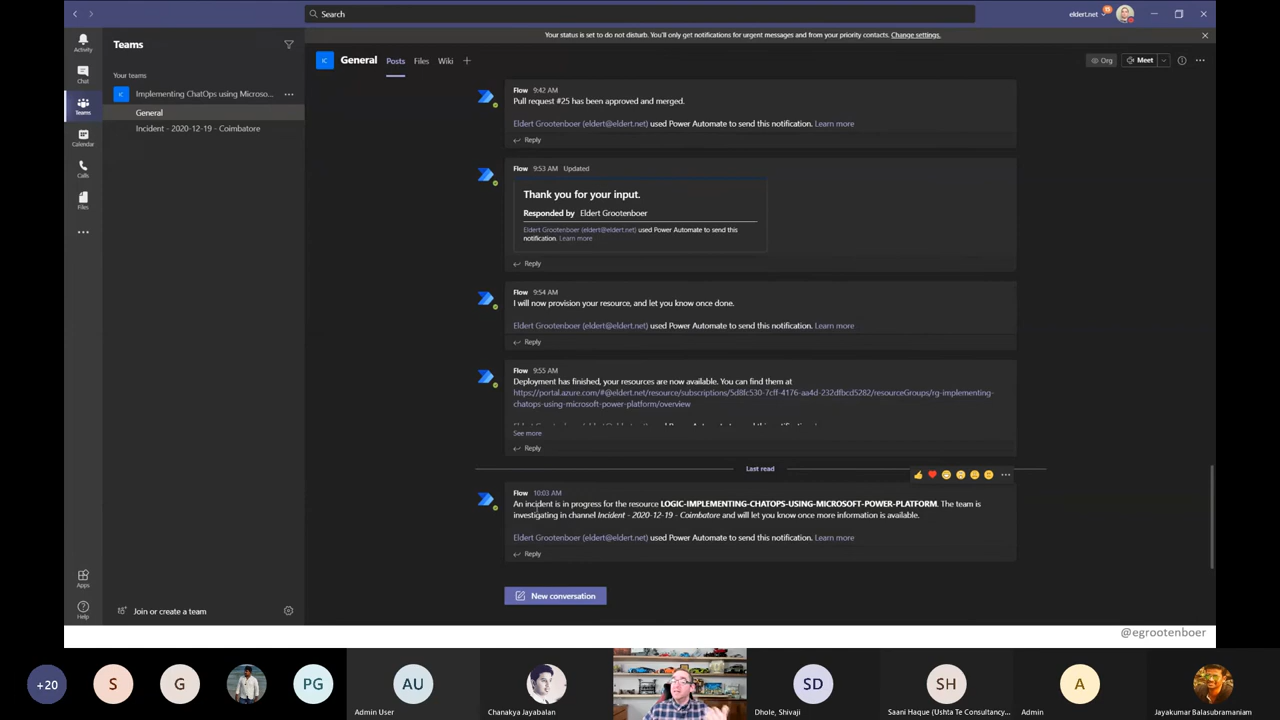 Search
eldert.net
Your status is set to do not disturb. You'll only get notifications for urgent messages and from your priority contacts. Change settings.
Activity
Chat
Teams
Calendar
Calls
Files
Apps
Help
Teams
Your teams
Implementing ChatOps using Microso...
General
Incident - 2020-12-19 - Coimbatore
Join or create a team
General
Posts
Files
Wiki
Org
Meet
Flow 9:42 AM
Pull request #25 has been approved and merged.
Eldert Grootenboer (eldert@eldert.net) used Power Automate to send this notification. Learn more
Reply
Flow 9:53 AM Updated
Thank you for your input.
Responded by Eldert Grootenboer
Eldert Grootenboer (eldert@eldert.net) used Power Automate to send this
notification. Learn more
Reply
Flow 9:54 AM
I will now provision your resource, and let you know once done.
Eldert Grootenboer (eldert@eldert.net) used Power Automate to send this notification. Learn more
Reply
Flow 9:55 AM
Deployment has finished, your resources are now available. You can find them at
https://portal.azure.com/#@eldert.net/resource/subscriptions/5d8fc530-7cff-4176-aa4d-232dfbcd5282/resourceGroups/rg-implementing-
chatops-using-microsoft-power-platform/overview
See more
Reply
Last read
Flow 10:03 AM
An incident is in progress for the resource LOGIC-IMPLEMENTING-CHATOPS-USING-MICROSOFT-POWER-PLATFORM. The team is
investigating in channel Incident - 2020-12-19 - Coimbatore and will let you know once more information is available.
Eldert Grootenboer (eldert@eldert.net) used Power Automate to send this notification. Learn more
Reply
New conversation
@egrootenboer
+20
S
G
PG
AU
Admin User
Chanakya Jayabalan
SD
Dhole, Shivaji
SH
Saani Haque (Ushta Te Consultancy...
A
Admin
Jayakumar Balasubramaniam